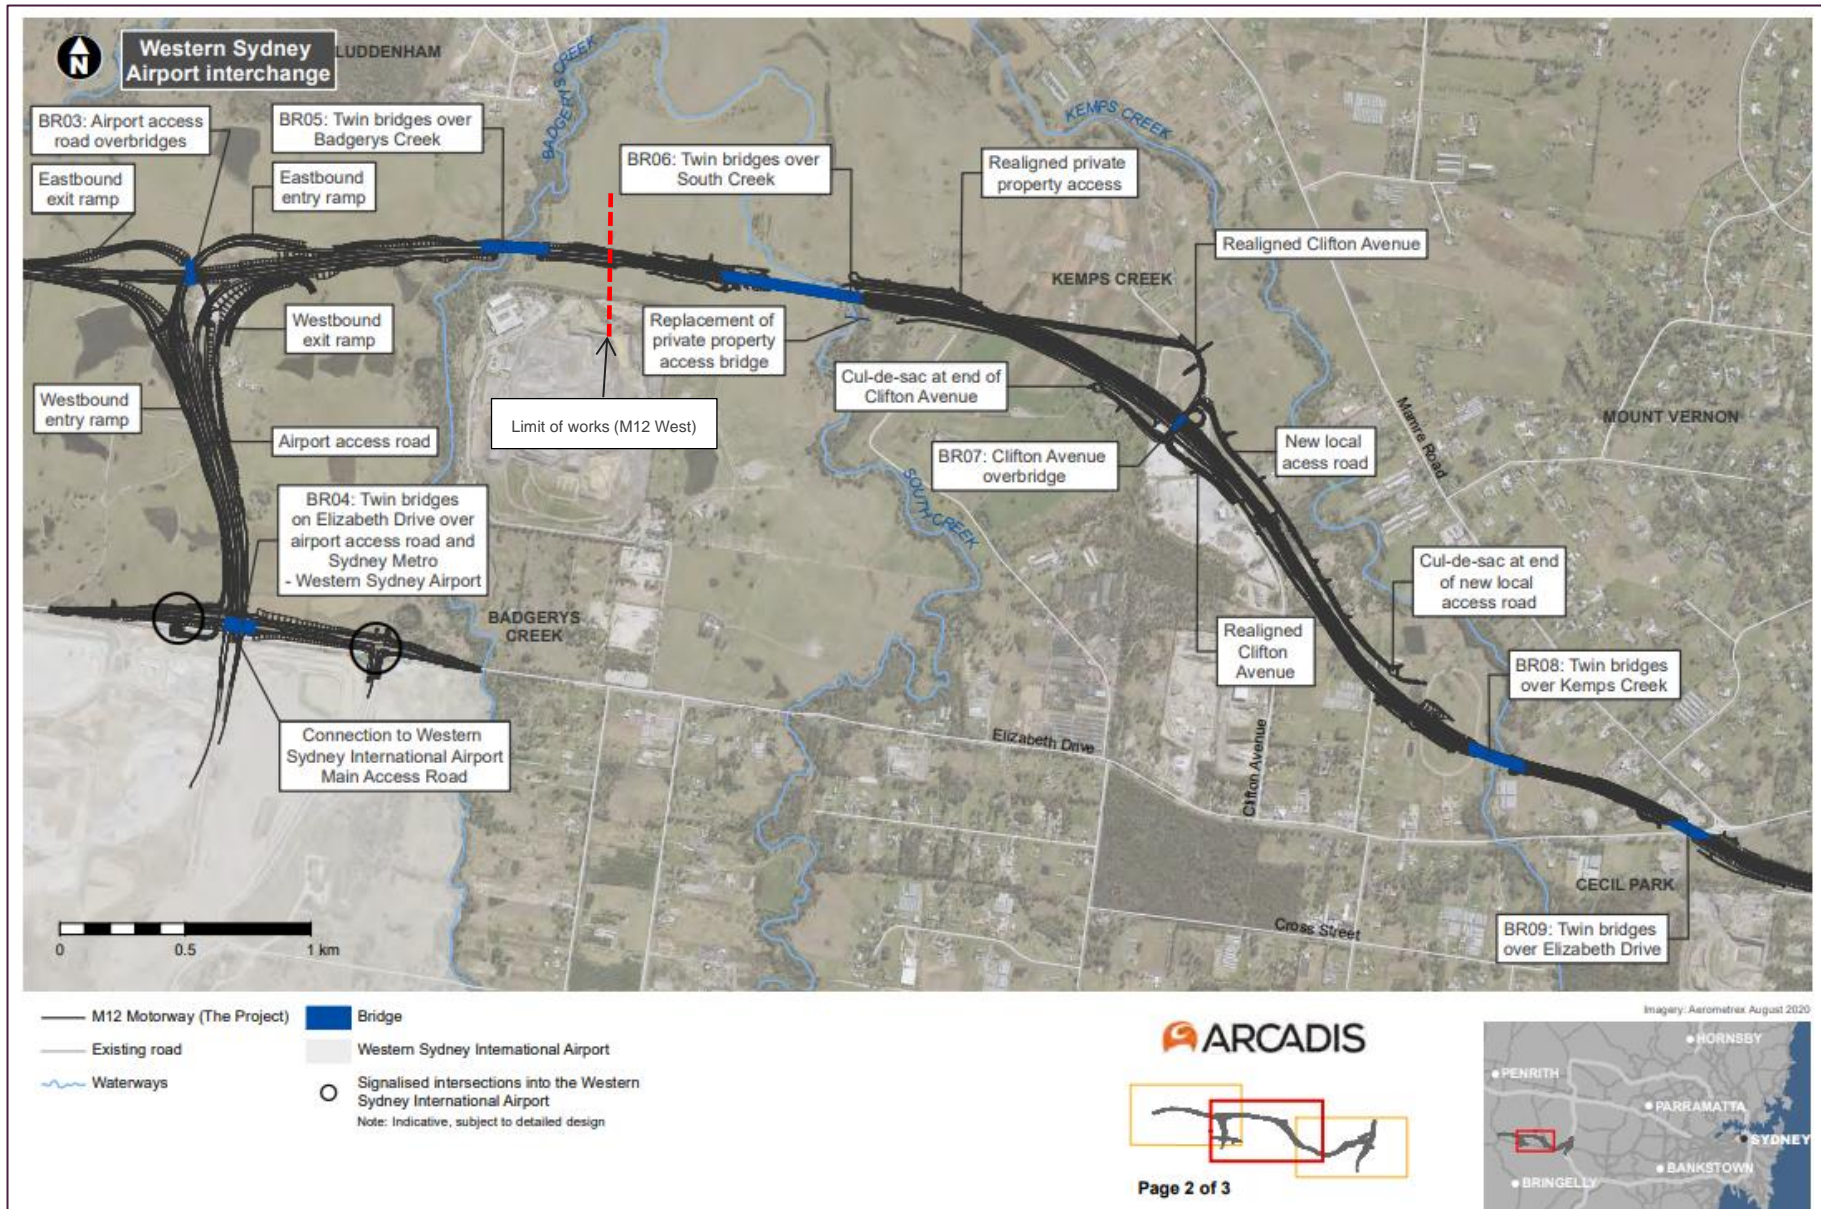 N
Western Sydney
Airport interchange
LUDDENHAM
BADGERYS CREEK
KEMPS CREEK
BR03: Airport access
road overbridges
BR05: Twin bridges over
Badgerys Creek
BR06: Twin bridges over
South Creek
Realigned private
property access
Eastbound
exit ramp
Eastbound
entry ramp
Realigned Clifton Avenue
KEMPS CREEK
Westbound
exit ramp
Replacement of
private property
access bridge
Cul-de-sac at end of
Clifton Avenue
Westbound
entry ramp
Limit of works (M12 West)
Mamre Road
MOUNT VERNON
Airport access road
BR07: Clifton Avenue
overbridge
New local
acess road
SOUTH CREEK
BR04: Twin bridges
on Elizabeth Drive over
airport access road and
Sydney Metro
- Western Sydney Airport
Cul-de-sac at end
of new local
access road
BADGERYS
CREEK
Realigned
Clifton
Avenue
BR08: Twin bridges
over Kemps Creek
Connection to Western
Sydney International Airport
Main Access Road
Elizabeth Drive
Clifton Avenue
CECIL PARK
Cross Street
BR09: Twin bridges
over Elizabeth Drive
0 0.5 1 km
M12 Motorway (The Project)
Existing road
Waterways
Bridge
Western Sydney International Airport
Signalised intersections into the Western
Sydney International Airport
Note: Indicative, subject to detailed design
ARCADIS
Page 2 of 3
Imagery: Aerometrex August 2020
HORNSBY
PENRITH
PARRAMATTA
SYDNEY
BANKSTOWN
BRINGELLY